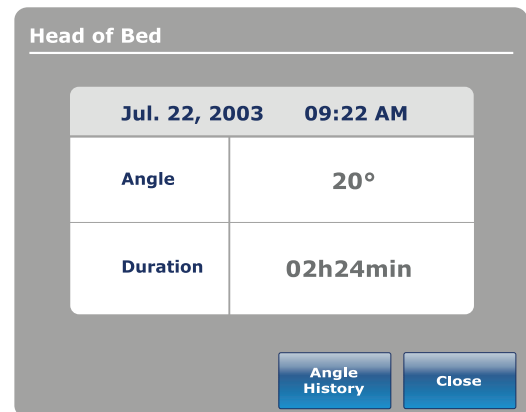 Head of Bed
Jul. 22, 2003 09:22 AM
Angle 20°
Duration 02h24min
Angle
History
Close